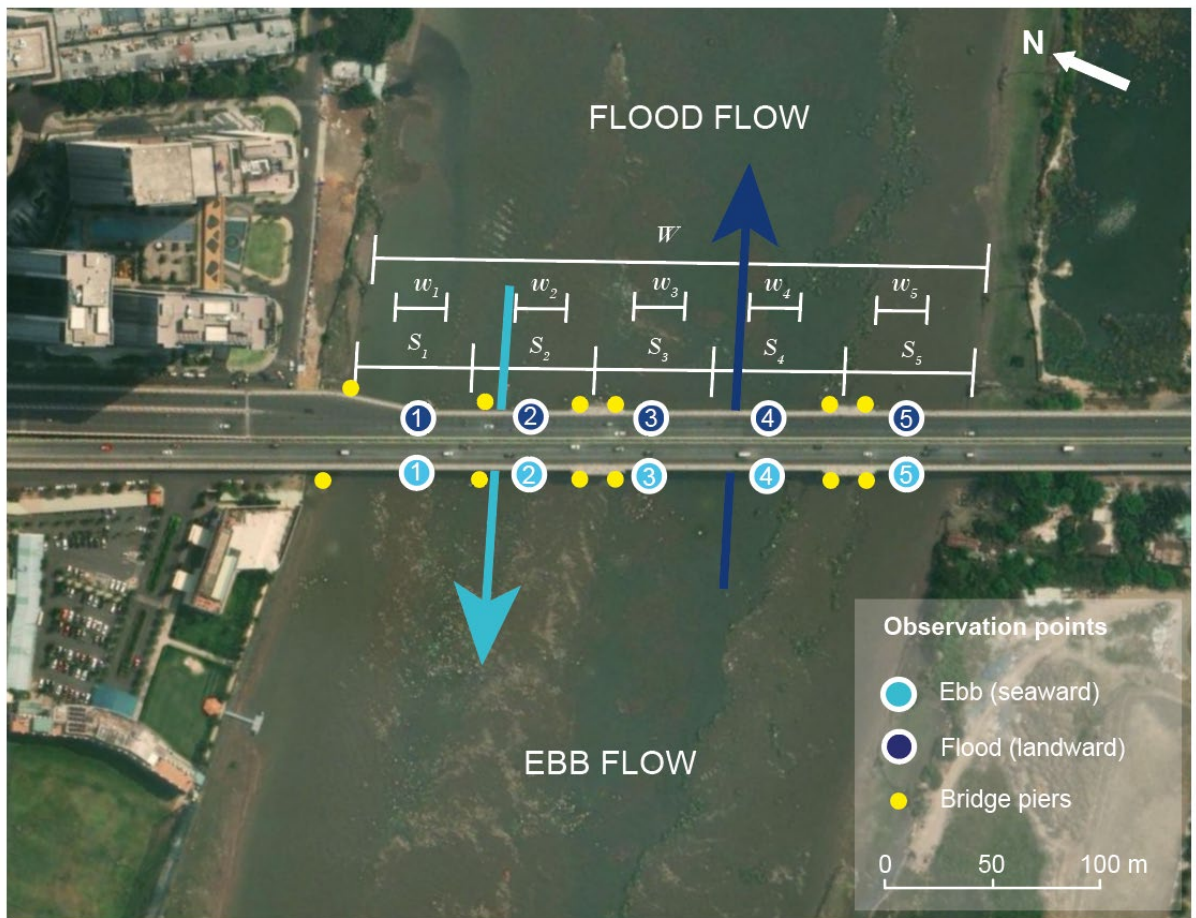 N
FLOOD FLOW
W
w₁ w₂ w₃ w₄ w₅
S₁ S₂ S₃ S₄ S₅
1 2 3 4 5
1 2 3 4 5
EBB FLOW
Observation points
Ebb (seaward)
Flood (landward)
Bridge piers
0 50 100 m